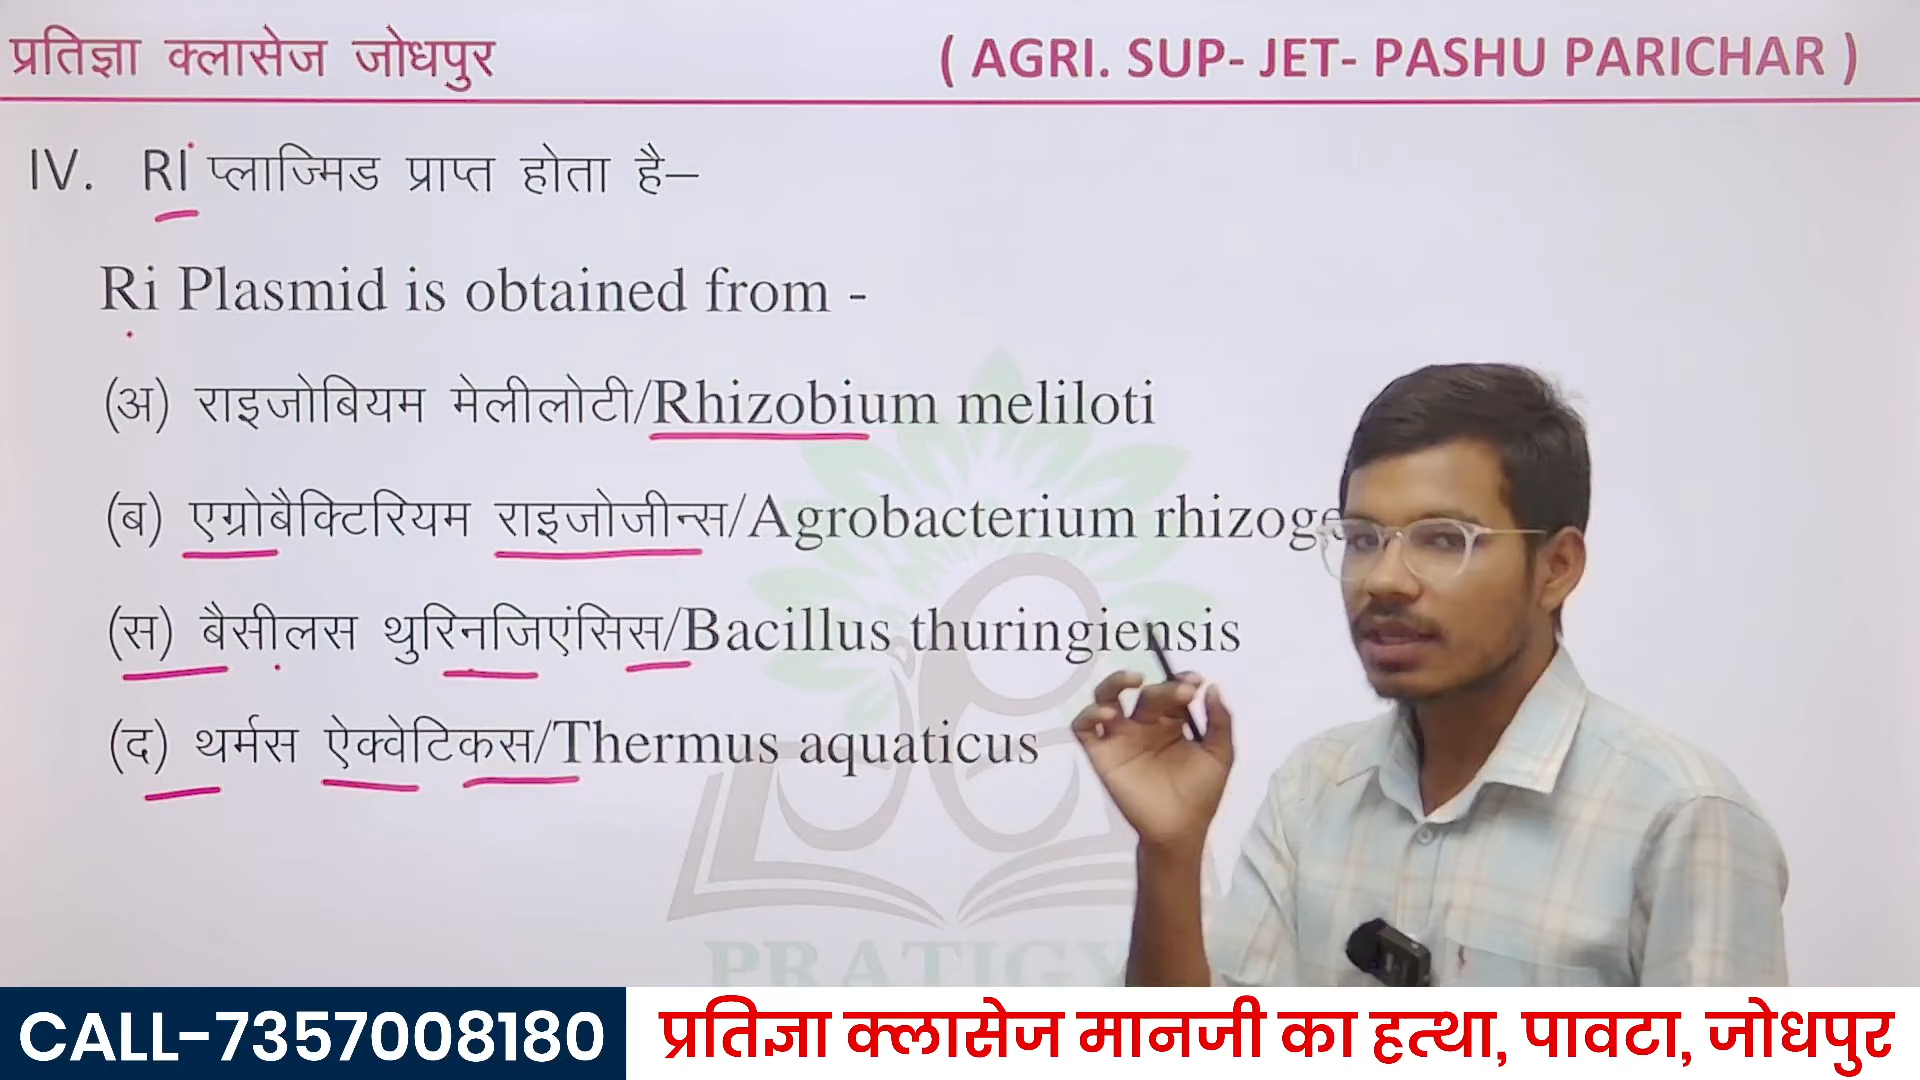 प्रतिज्ञा क्लासेज जोधपुर
( AGRI. SUP- JET- PASHU PARICHAR )
IV. RI प्लाज्मिड प्राप्त होता है–
Ri Plasmid is obtained from -
(अ) राइजोबियम मेलीलोटी/Rhizobium meliloti
(ब) एग्रोबैक्टिरियम राइजोजीन्स/Agrobacterium
(स) बैसीलस थुरिनजिएंसिस/Bacillus thuringiensis
(द) थर्मस ऐक्वेटिकस/Thermus aquaticus
CALL-7357008180
प्रतिज्ञा क्लासेज मानजी का हत्था, पावटा, जोधपुर